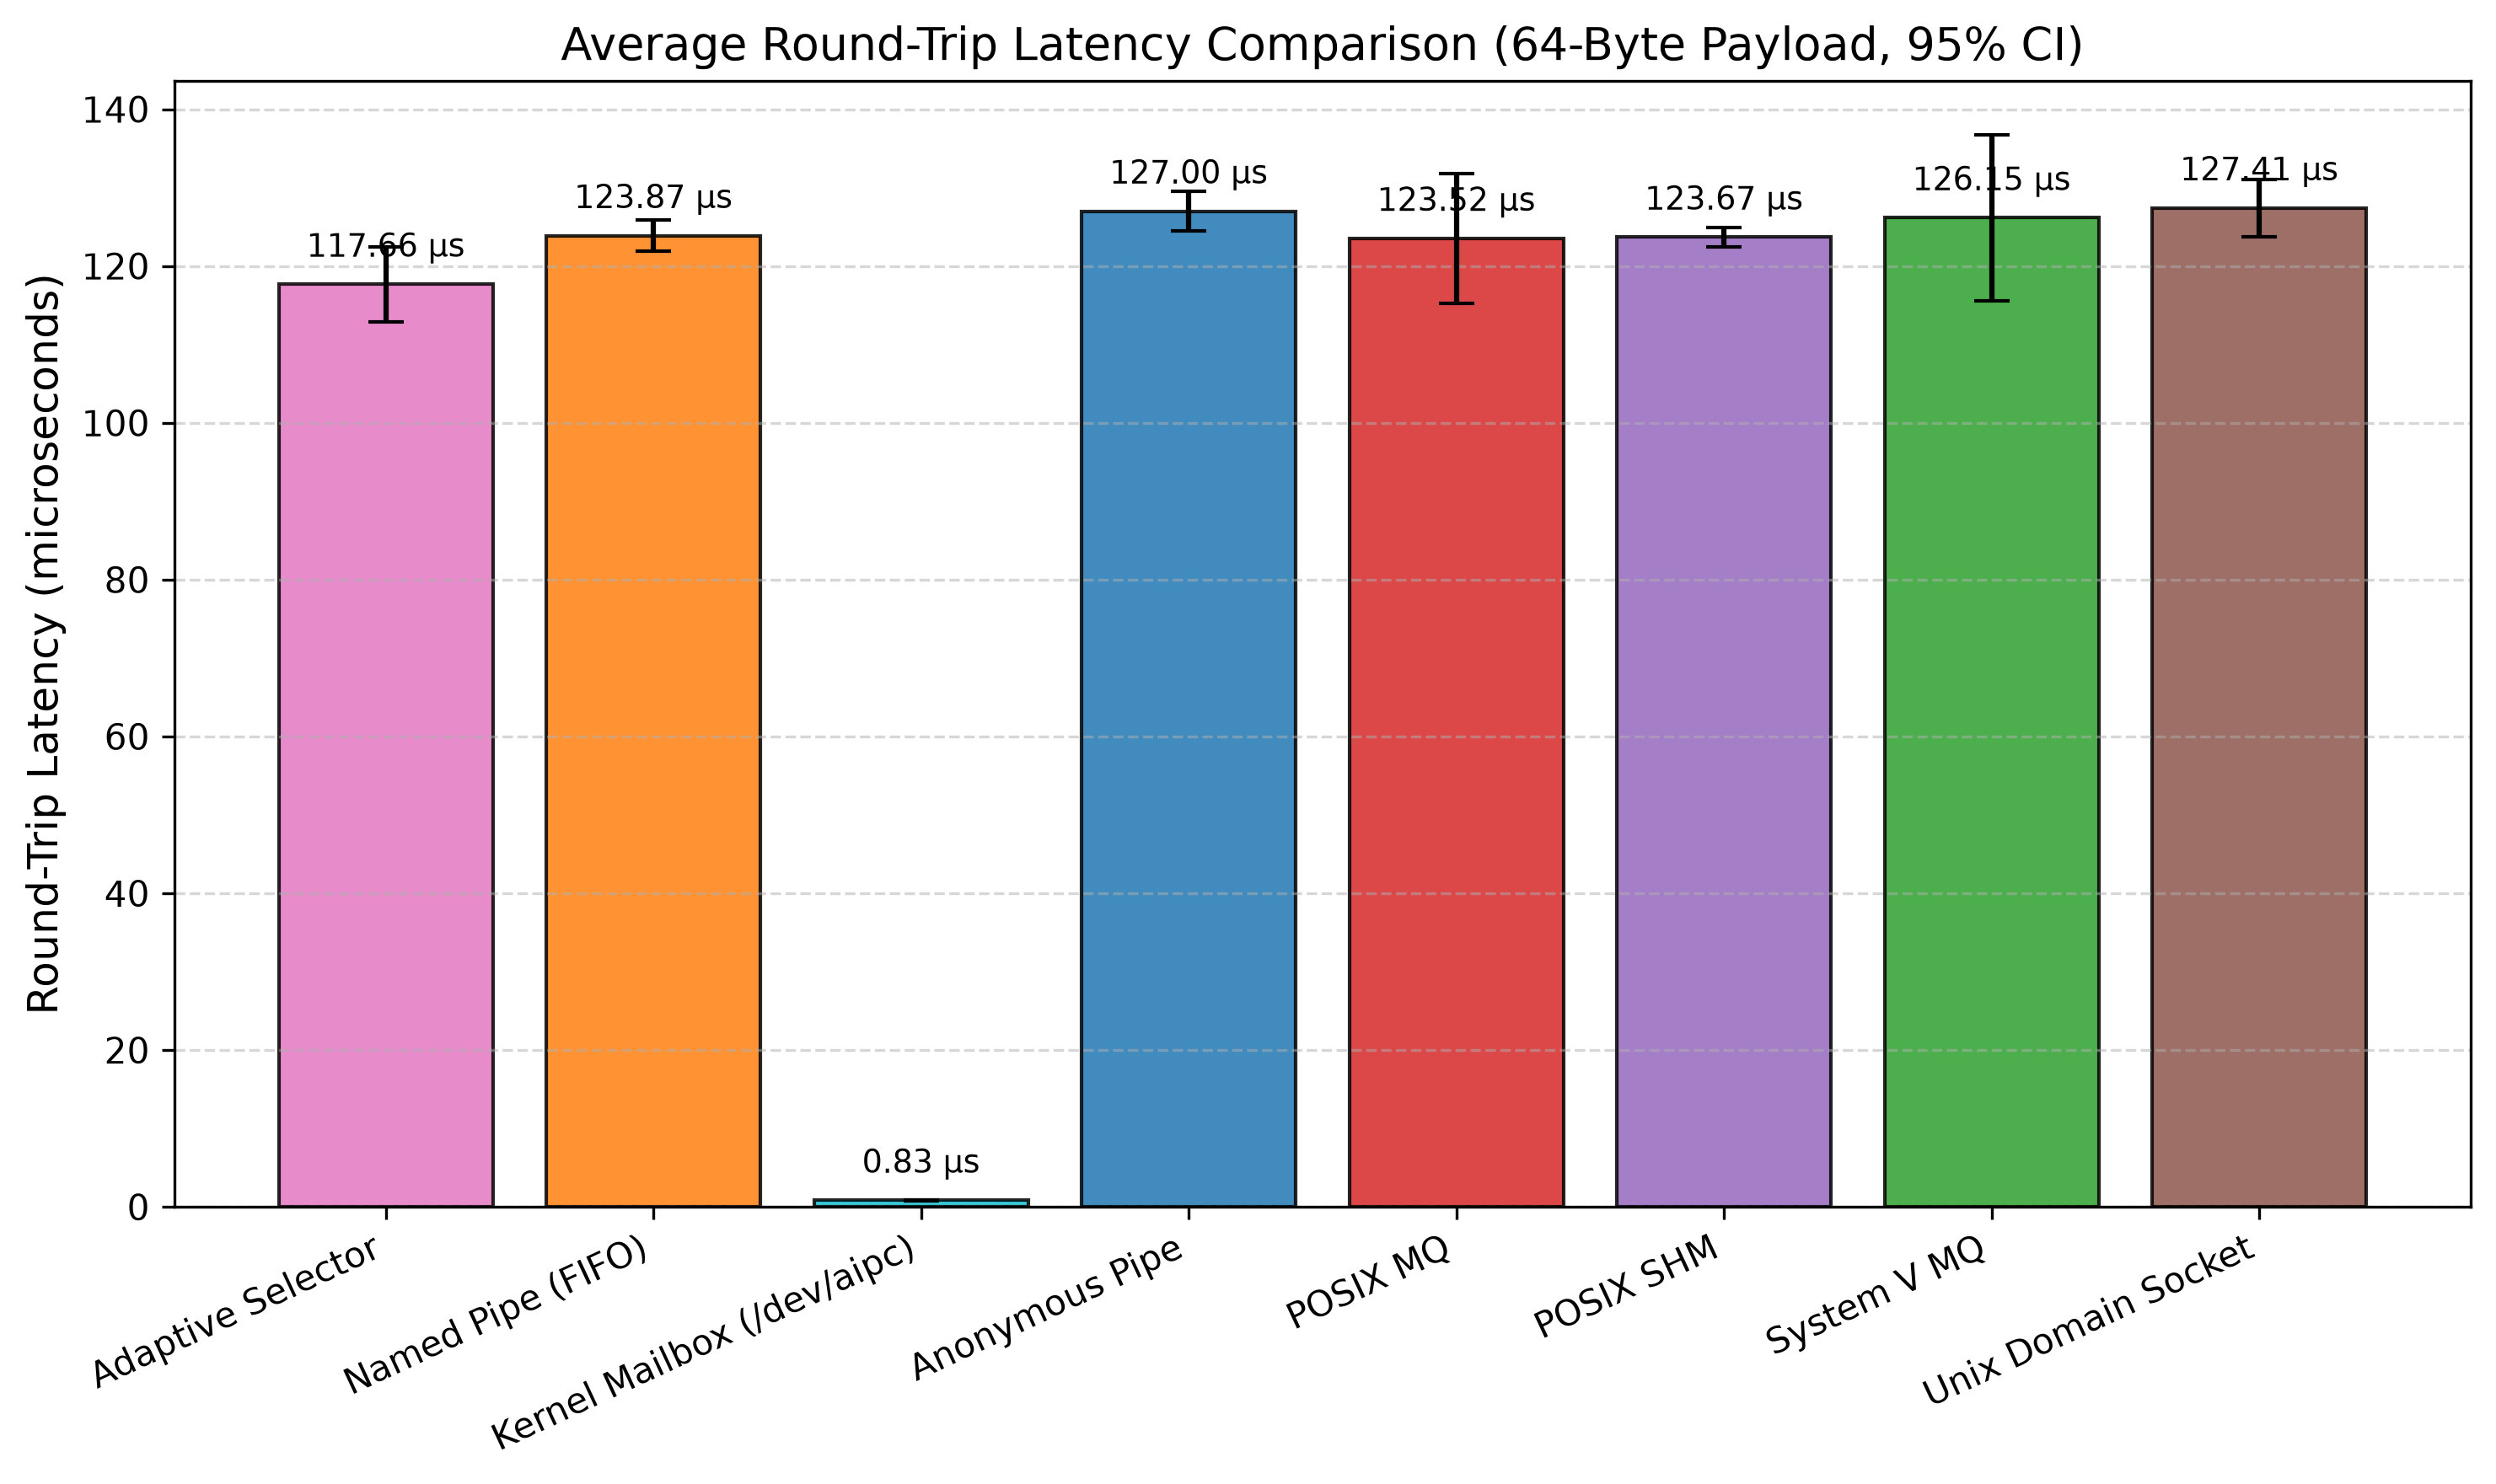 Average Round-Trip Latency Comparison (64-Byte Payload, 95% CI)
Round-Trip Latency (microseconds)
140
120
100
80
60
40
20
0
117.66 µs
123.87 µs
0.83 µs
127.00 µs
123.52 µs
123.67 µs
126.15 µs
127.41 µs
Adaptive Selector
Named Pipe (FIFO)
Kernel Mailbox (/dev/aipc)
Anonymous Pipe
POSIX MQ
POSIX SHM
System V MQ
Unix Domain Socket